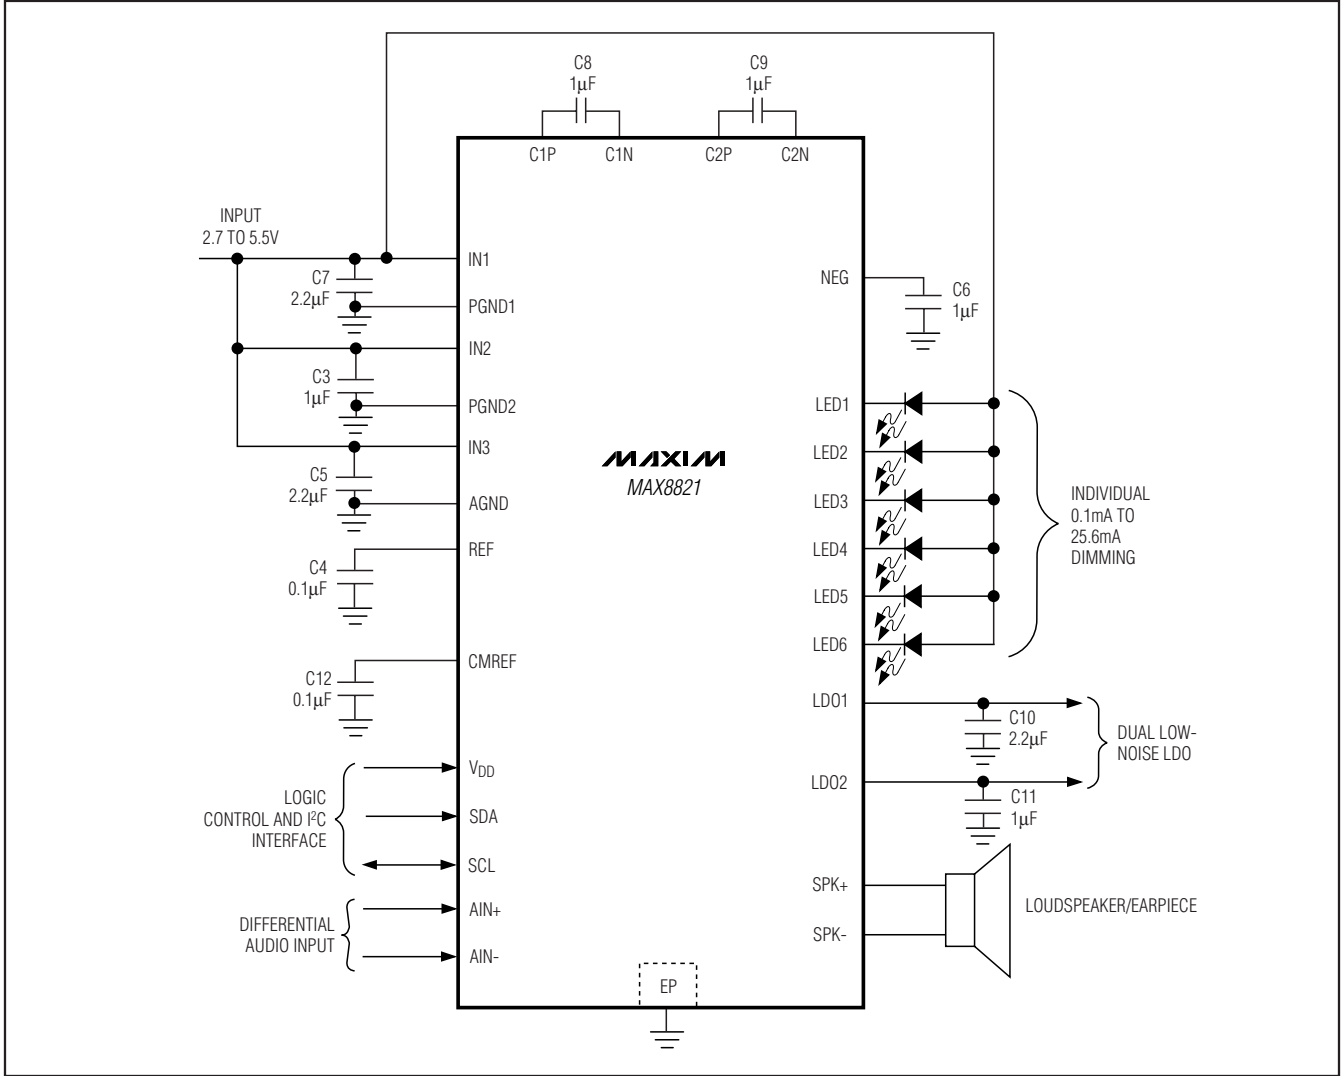 C8
1µF
C9
1µF
C1P
C1N
C2P
C2N
INPUT
2.7 TO 5.5V
IN1
C7
2.2µF
PGND1
IN2
C3
1µF
PGND2
IN3
C5
2.2µF
AGND
REF
C4
0.1µF
CMREF
C12
0.1µF
VDD
LOGIC
CONTROL AND I²C
INTERFACE
SDA
SCL
AIN+
DIFFERENTIAL
AUDIO INPUT
AIN-
MAXIM
MAX8821
EP
NEG
C6
1µF
LED1
LED2
LED3
LED4
LED5
LED6
INDIVIDUAL
0.1mA TO
25.6mA
DIMMING
LDO1
C10
2.2µF
DUAL LOW-
NOISE LDO
LDO2
C11
1µF
SPK+
SPK-
LOUDSPEAKER/EARPIECE